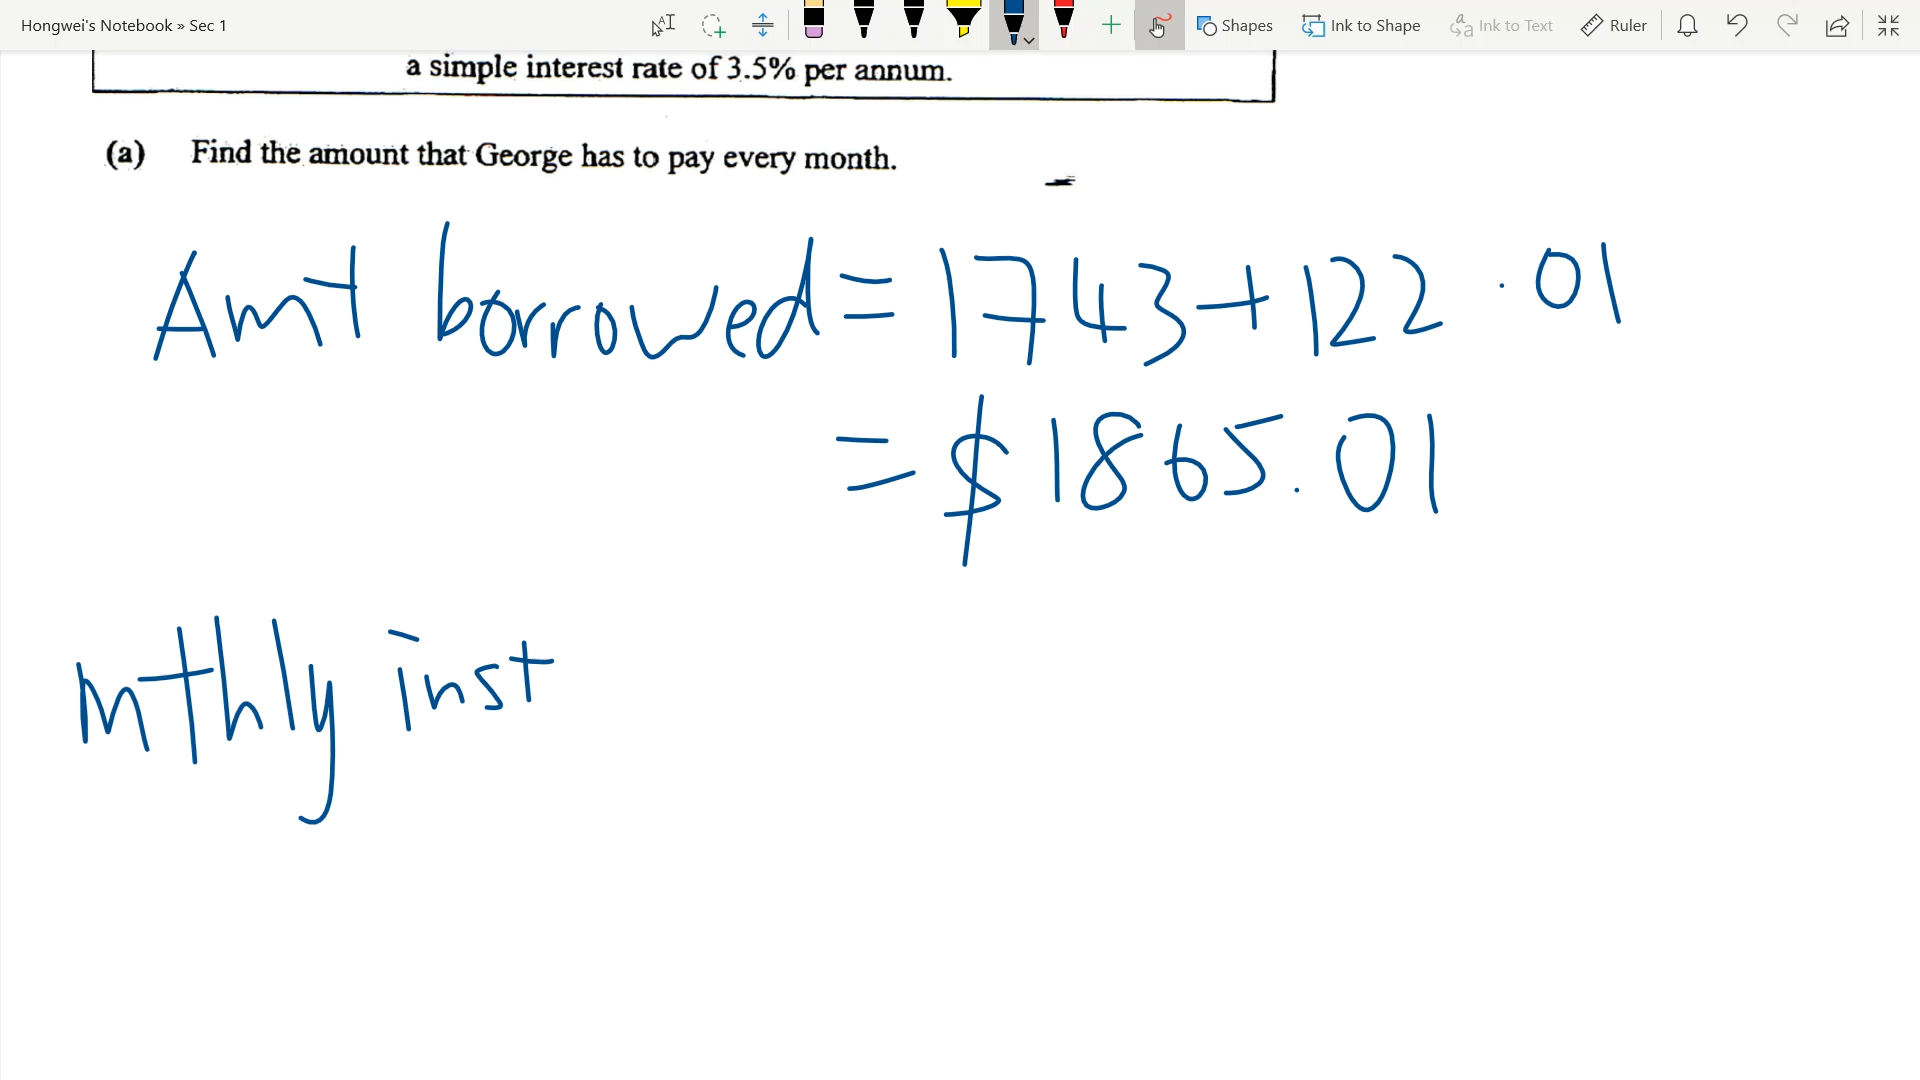 Hongwei's Notebook » Sec 1
Shapes
Ink to Shape
Ink to Text
Ruler
a simple interest rate of 3.5% per annum.
(a) Find the amount that George has to pay every month.
Amt borrowed = 1743 + 122.01
= $1865.01
Mthly inst